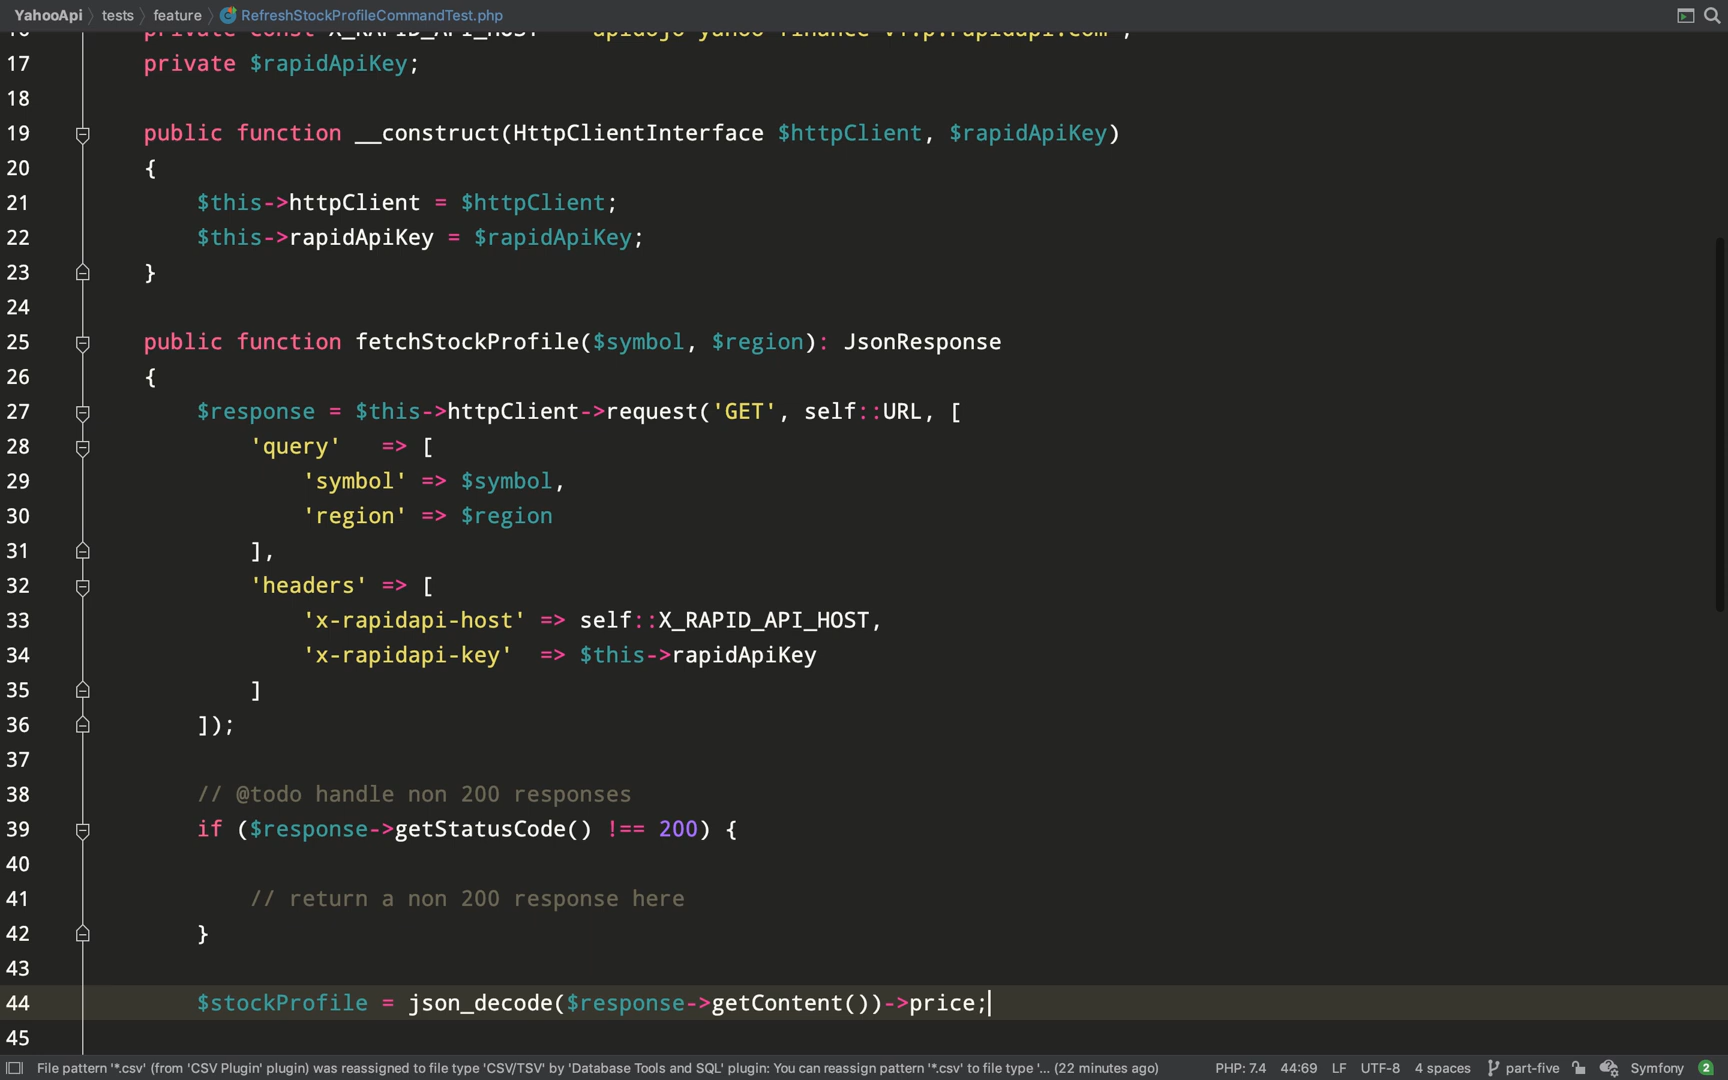 YahooApi tests feature RefreshStockProfileCommandTest.php
17 private $rapidApiKey;
18
19 public function __construct(HttpClientInterface $httpClient, $rapidApiKey)
20 {
21 $this->httpClient = $httpClient;
22 $this->rapidApiKey = $rapidApiKey;
23 }
24
25 public function fetchStockProfile($symbol, $region): JsonResponse
26 {
27 $response = $this->httpClient->request('GET', self::URL, [
28 'query' => [
29 'symbol' => $symbol,
30 'region' => $region
31 ],
32 'headers' => [
33 'x-rapidapi-host' => self::X_RAPID_API_HOST,
34 'x-rapidapi-key' => $this->rapidApiKey
35 ]
36 ]);
37
38 // @todo handle non 200 responses
39 if ($response->getStatusCode() !== 200) {
40
41 // return a non 200 response here
42 }
43
44 $stockProfile = json_decode($response->getContent())->price;
45
File pattern '*.csv' (from 'CSV Plugin' plugin) was reassigned to file type 'CSV/TSV' by 'Database Tools and SQL' plugin: You can reassign pattern '*.csv' to file type '... (22 minutes ago) PHP: 7.4 44:69 LF UTF-8 4 spaces part-five Symfony 2